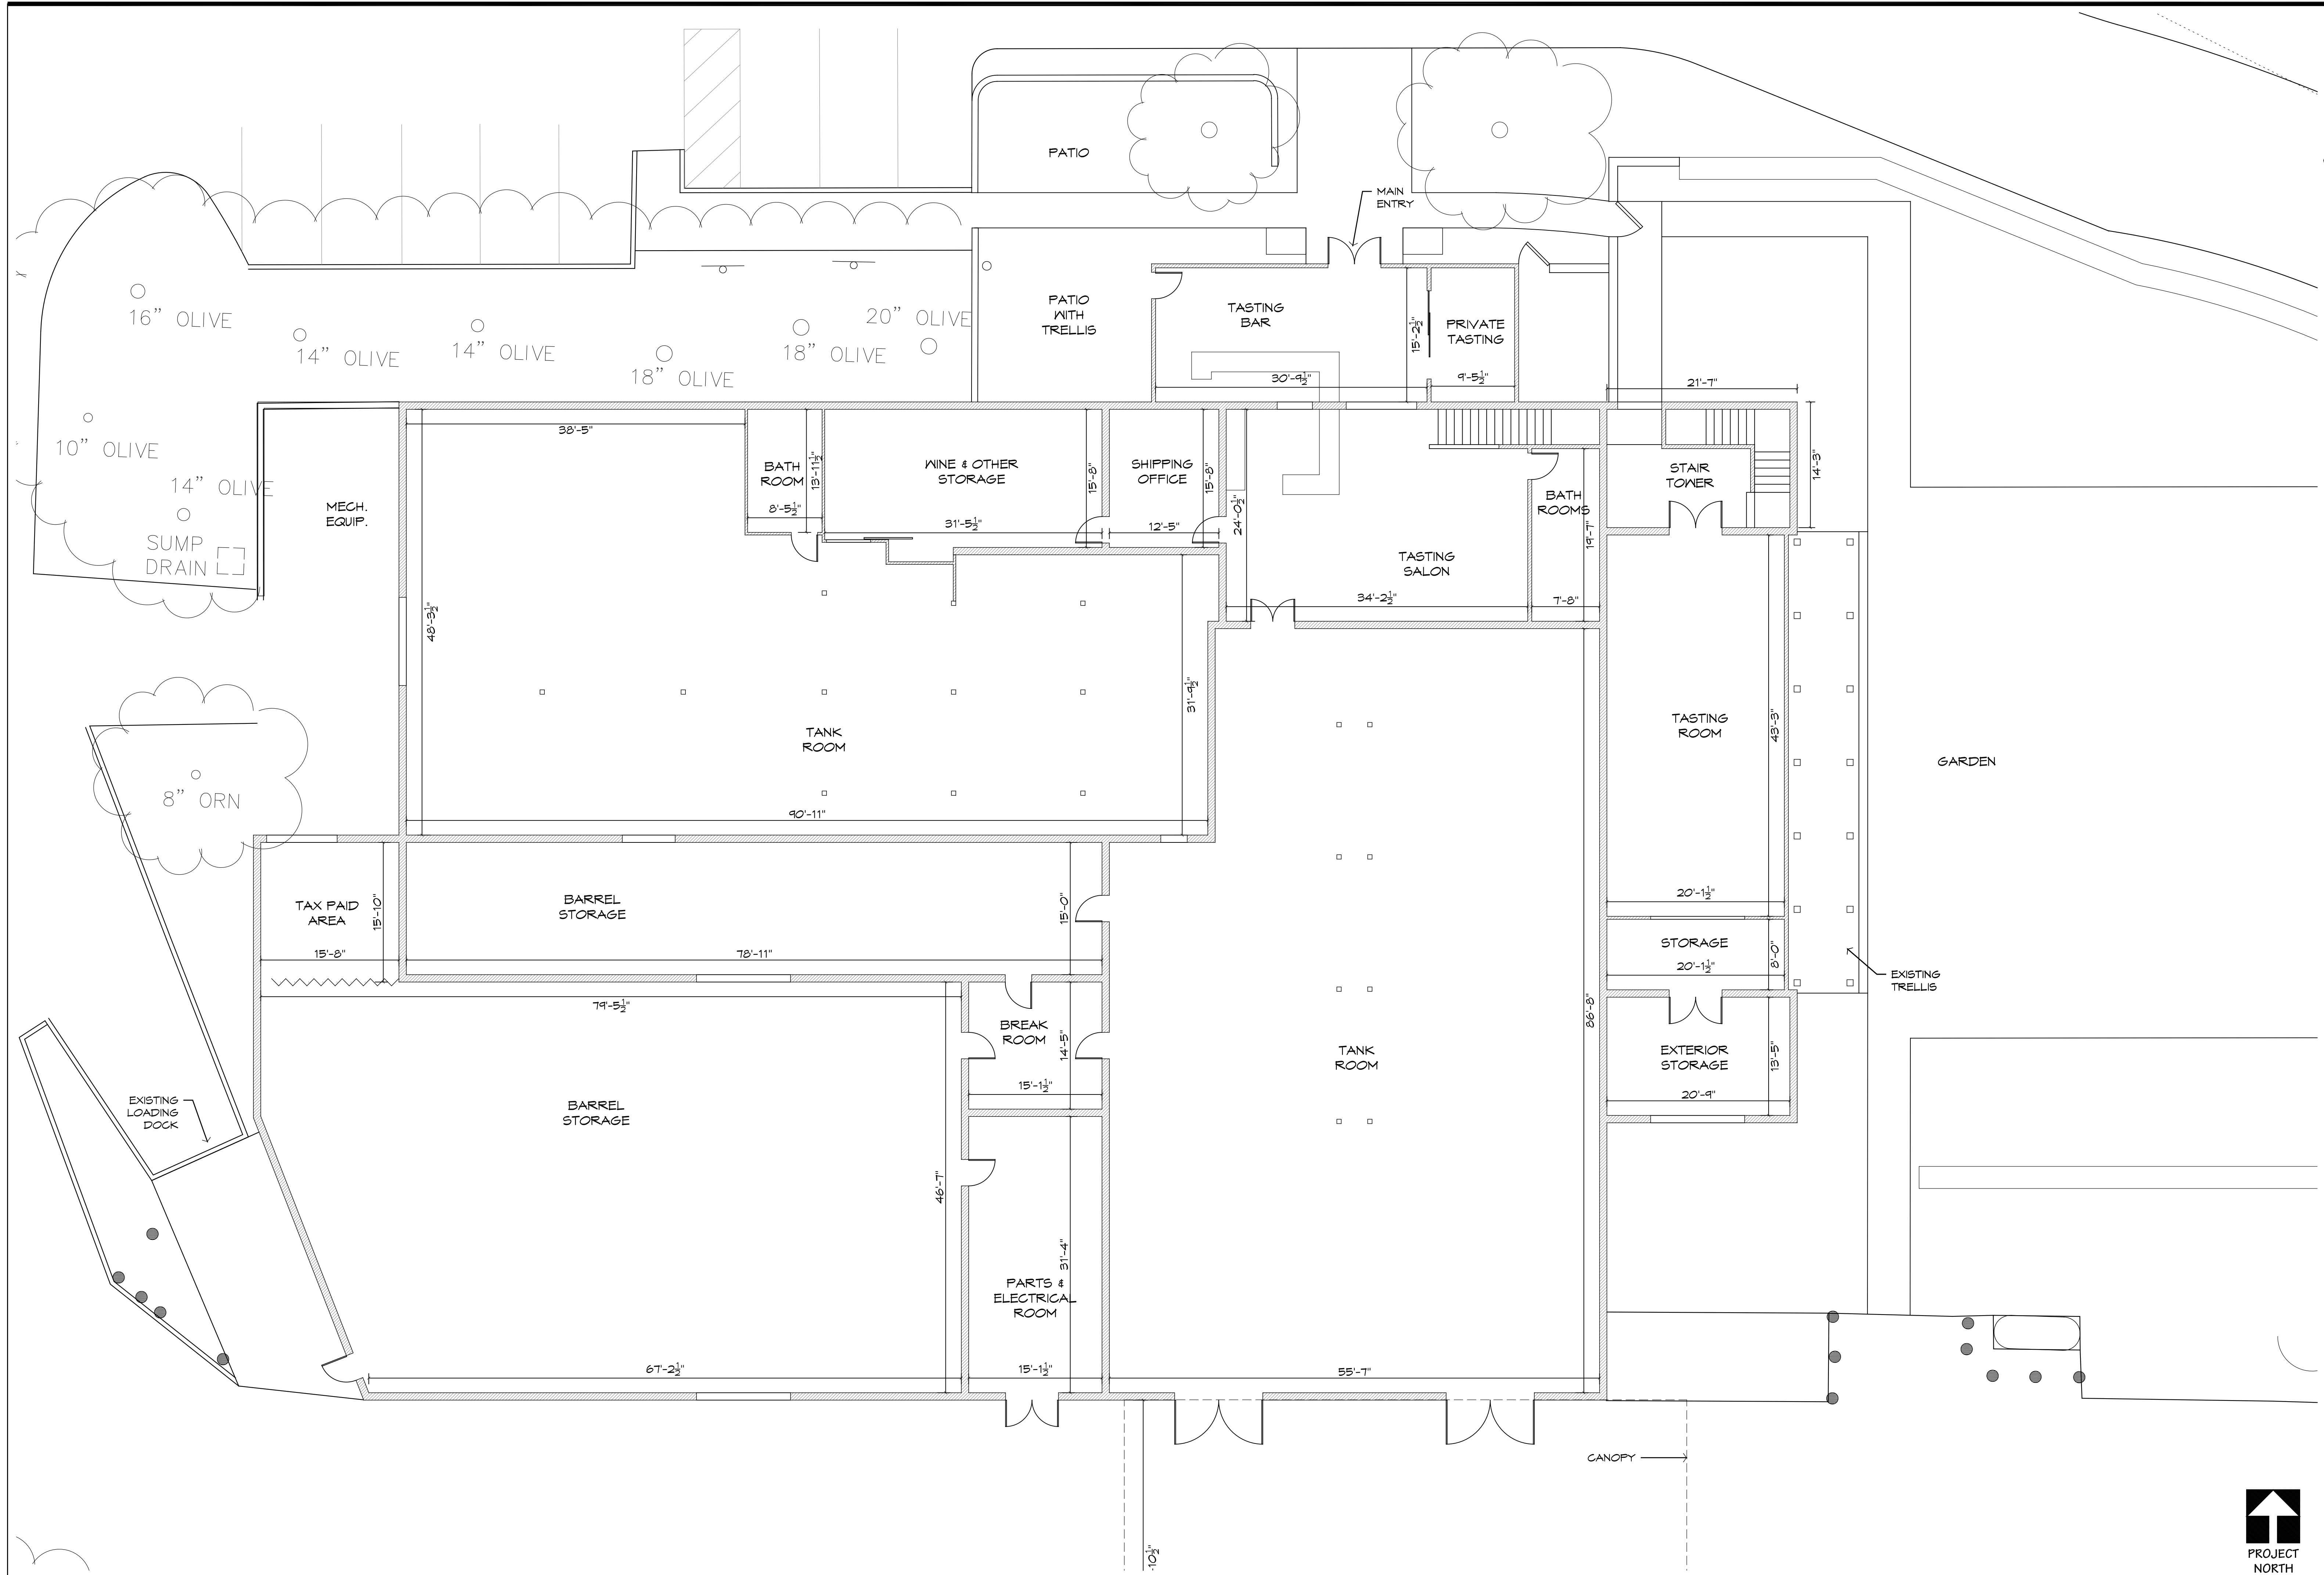 PATIO
MAIN
ENTRY
16" OLIVE
14" OLIVE
14" OLIVE
18" OLIVE
18" OLIVE
20" OLIVE
PATIO
WITH
TRELLIS
TASTING
BAR
15'-2½"
PRIVATE
TASTING
30'-9½"
9'-5½"
21'-7"
10" OLIVE
14" OLIVE
SUMP
DRAIN
MECH.
EQUIP.
38'-5"
BATH
ROOM
13'-11½"
8'-5½"
WINE & OTHER
STORAGE
15'-8"
31'-5½"
SHIPPING
OFFICE
15'-8"
12'-5"
24'-0½"
TASTING
SALON
34'-2½"
BATH
ROOMS
19'-7"
7'-8"
STAIR
TOWER
14'-3"
48'-3½"
31'-9½"
TANK
ROOM
90'-11"
8" ORN
TASTING
ROOM
43'-3"
20'-1½"
GARDEN
TAX PAID
AREA
15'-10"
15'-8"
BARREL
STORAGE
15'-0"
78'-11"
STORAGE
20'-1½"
8'-0"
EXISTING
TRELLIS
79'-5½"
BREAK
ROOM
14'-5"
15'-1½"
86'-8"
TANK
ROOM
EXTERIOR
STORAGE
13'-5"
20'-9"
EXISTING
LOADING
DOCK
BARREL
STORAGE
46'-7"
31'-4"
PARTS &
ELECTRICAL
ROOM
67'-2½"
15'-1½"
55'-7"
CANOPY
-10½"
PROJECT
NORTH